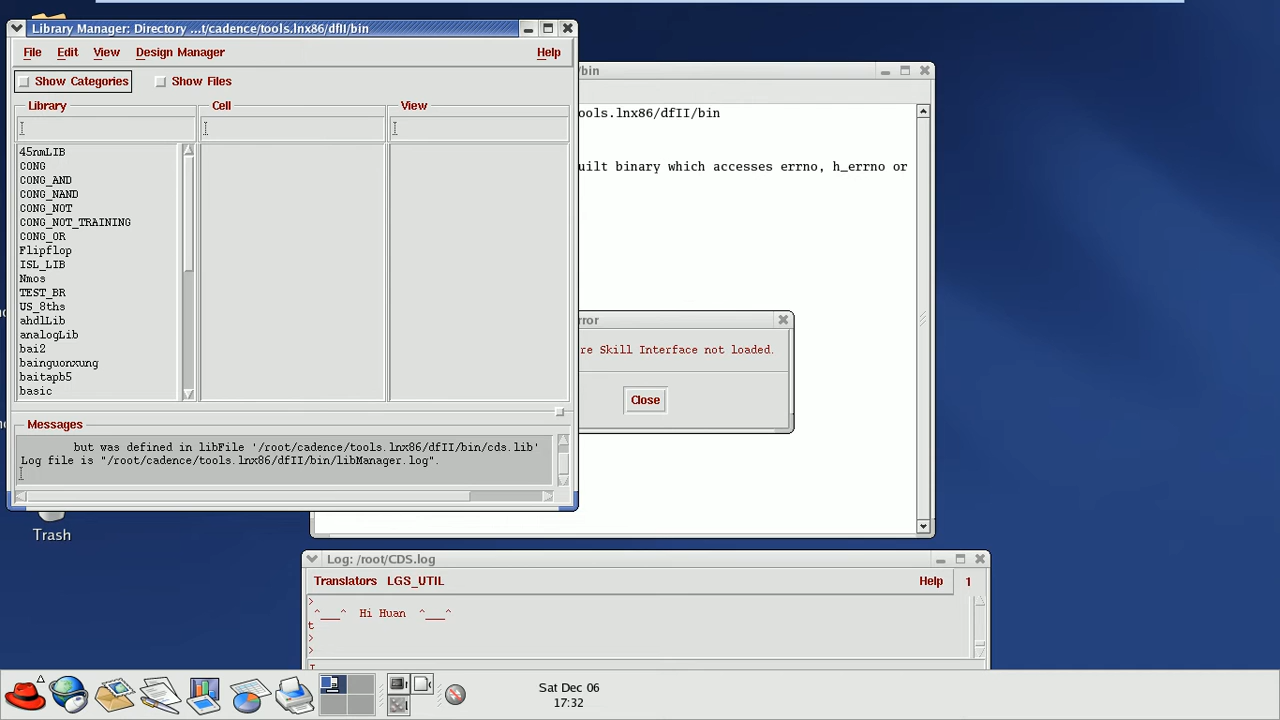 Library Manager: Directory ...t/cadence/tools.lnx86/dfII/bin
File Edit View Design Manager Help
Show Categories Show Files
Library Cell View
45nmLIB
CONG
CONG_AND
CONG_NAND
CONG_NOT
CONG_NOT_TRAINING
CONG_OR
Flipflop
ISL_LIB
Nmos
TEST_BR
US_8ths
ahdlLib
analogLib
bai2
bainguonxung
baitapb5
basic
Messages
but was defined in libFile '/root/cadence/tools.lnx86/dfII/bin/cds.lib'
Log file is "/root/cadence/tools.lnx86/dfII/bin/libManager.log".
/bin
ools.lnx86/dfII/bin
uilt binary which accesses errno, h_errno or
rror
re Skill Interface not loaded.
Close
Trash
Log: /root/CDS.log
Translators LGS_UTIL Help 1
>
^___^ Hi Huan ^___^
t
>
>
Sat Dec 06
17:32